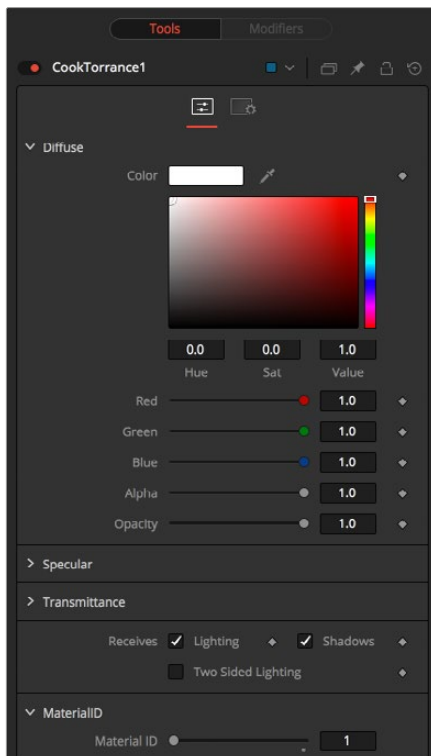 Tools Modifiers
CookTorrance1
Diffuse
Color
0.0 0.0 1.0
Hue Sat Value
Red 1.0
Green 1.0
Blue 1.0
Alpha 1.0
Opacity 1.0
Specular
Transmittance
Receives Lighting Shadows
Two Sided Lighting
MaterialID
Material ID 1